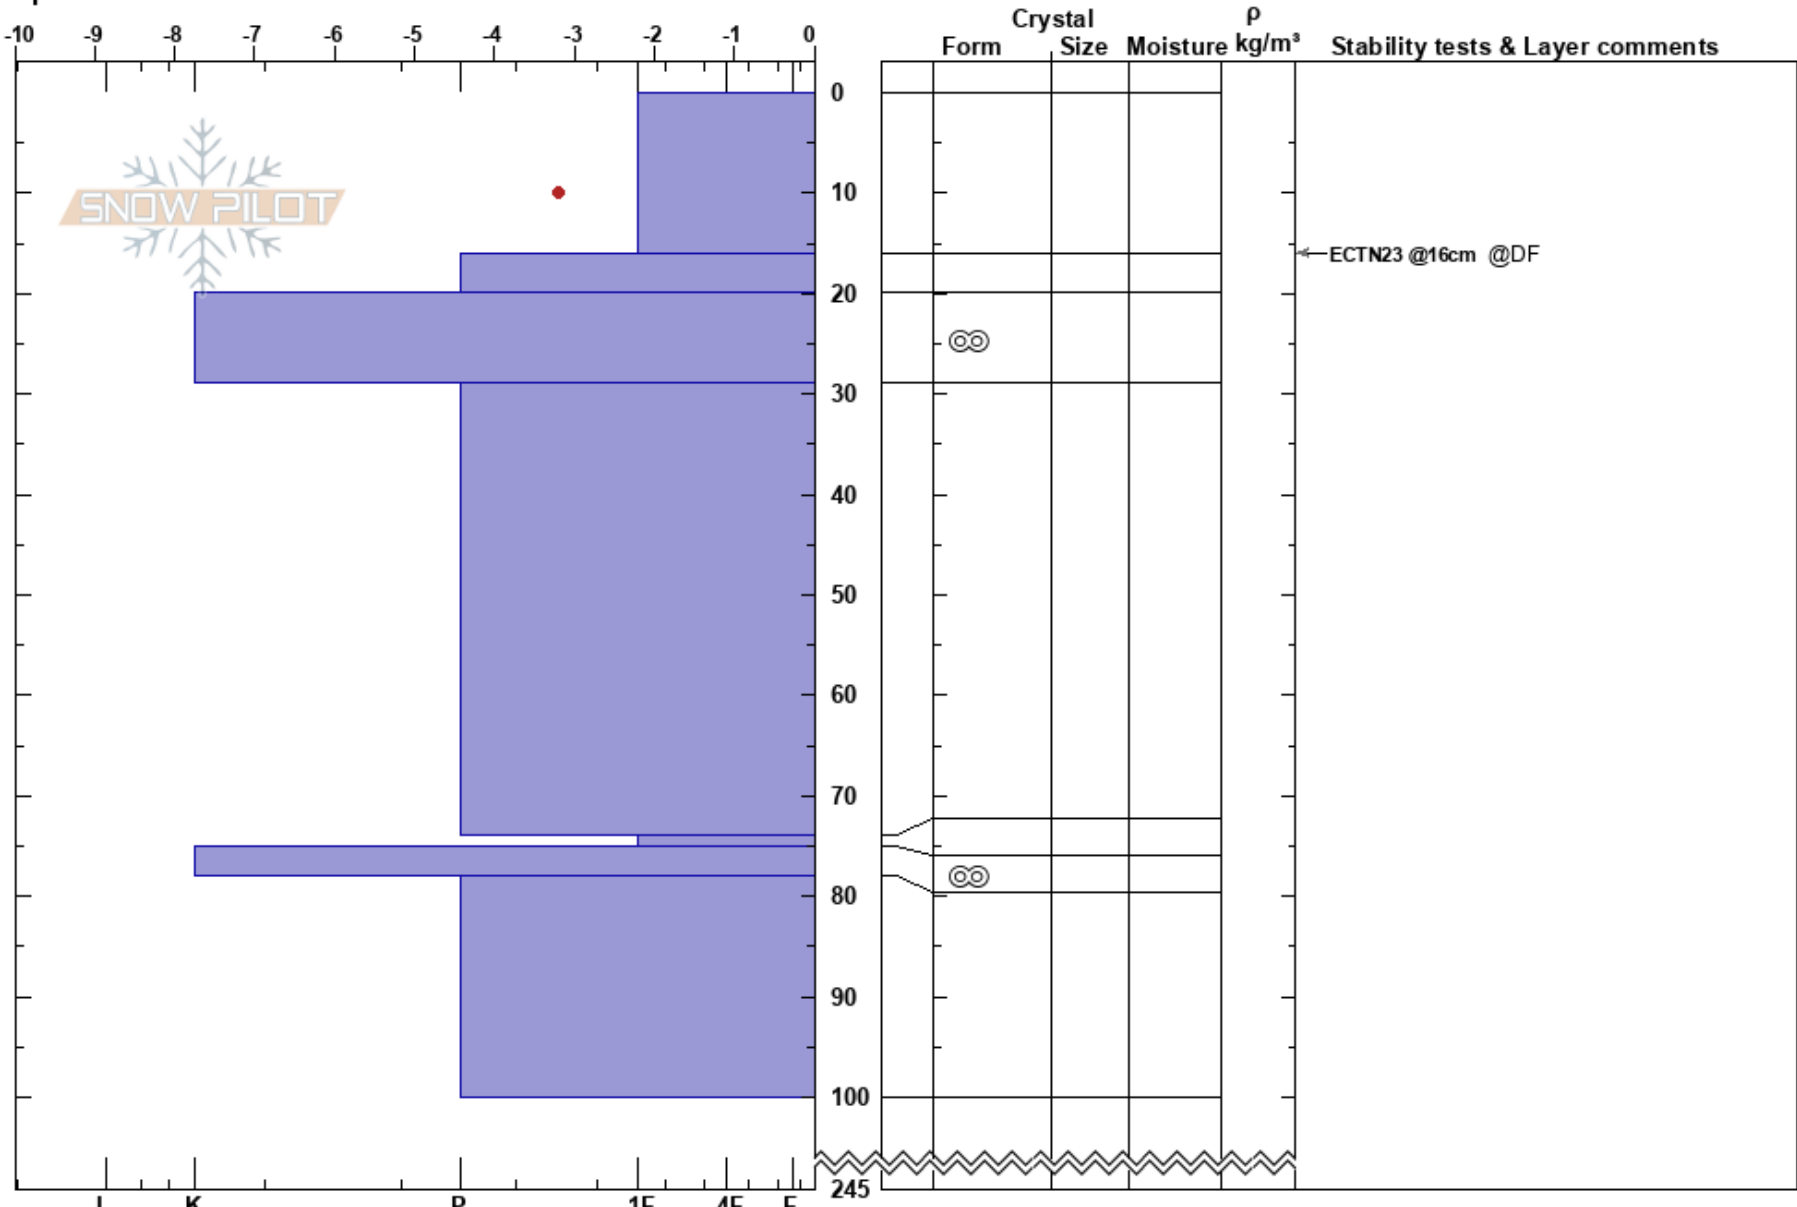 Crystal ρ
-10 -9 -8 -7 -6 -5 -4 -3 -2 -1 0
Form Size Moisture kg/m³ Stability tests & Layer comments
0
SNOW PILOT
10
ECTN23 @16cm @DF
20
30
40
50
60
70
80
90
100
245
K P 1F 4F F